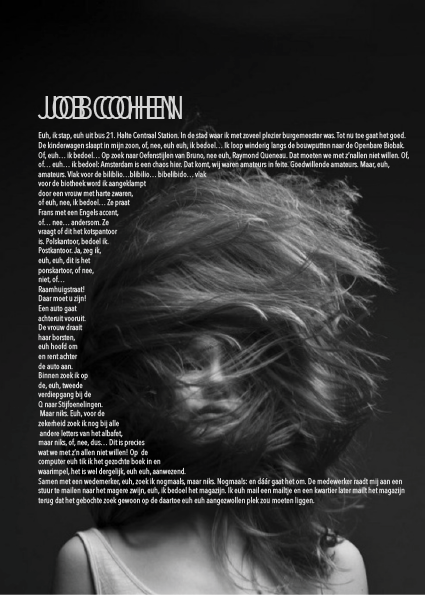 JOB COHEN
Euh, ik stap, euh uit bus 21. Halte Centraal Station. In de stad waar ik met zoveel plezier burgemeester was. Tot nu toe gaat het goed.
De kinderwagen slaapt in mijn zoon, of, nee, euh euh, ik bedoel… Ik loop winderig langs de bouwputten naar de Openbare Biobak.
Of, euh… ik bedoel… Op zoek naar Oefenstijlen van Bruno, nee euh, Raymond Queneau. Dat moeten we met z'nallen niet willen. Of,
of… euh… ik bedoel: Amsterdam is een chaos hier. Dat komt, wij waren amateurs in feite. Goedwillende amateurs. Maar, euh,
amateurs. Vlak voor de biliblio…blibilio… bibelibido… vlak
voor de biotheek word ik aangeklampt
door een vrouw met harte zwaren,
of euh, nee, ik bedoel… Ze praat
Frans met een Engels accent,
of… nee… andersom. Ze
vraagt of dit het kotspantoor
is. Polskantoor, bedoel ik.
Postkantoor. Ja, zeg ik,
euh, euh, dit is het
ponskartoor, of nee,
niet, of…
Raamhuigstraat!
Daar moet u zijn!
Een auto gaat
achteruit vooruit.
De vrouw draait
haar borsten,
euh hoofd om
en rent achter
de auto aan.
Binnen zoek ik op
de, euh, tweede
verdiepgang bij de
Q naar Stijfoenelingen.
Maar niks. Euh, voor de
zekerheid zoek ik nog bij alle
andere letters van het albafet,
maar niks, of, nee, dus… Dit is precies
wat we met z'n allen niet willen! Op de
computer euh tik ik het gezochte boek in en
waarimpel, het is wel dergelijk, euh euh, aanwezend.
Samen met een wedemerker, euh, zoek ik nogmaals, maar niks. Nogmaals: en dáár gaat het om. De medewerker raadt mij aan een
stuur te mailen naar het magere zwijn, euh, ik bedoel het magazijn. Ik euh mail een mailtje en een kwartier later mailt het magazijn
terug dat het gebochte zoek gewoon op de daartoe euh euh aangezwollen plek zou moeten liggen.